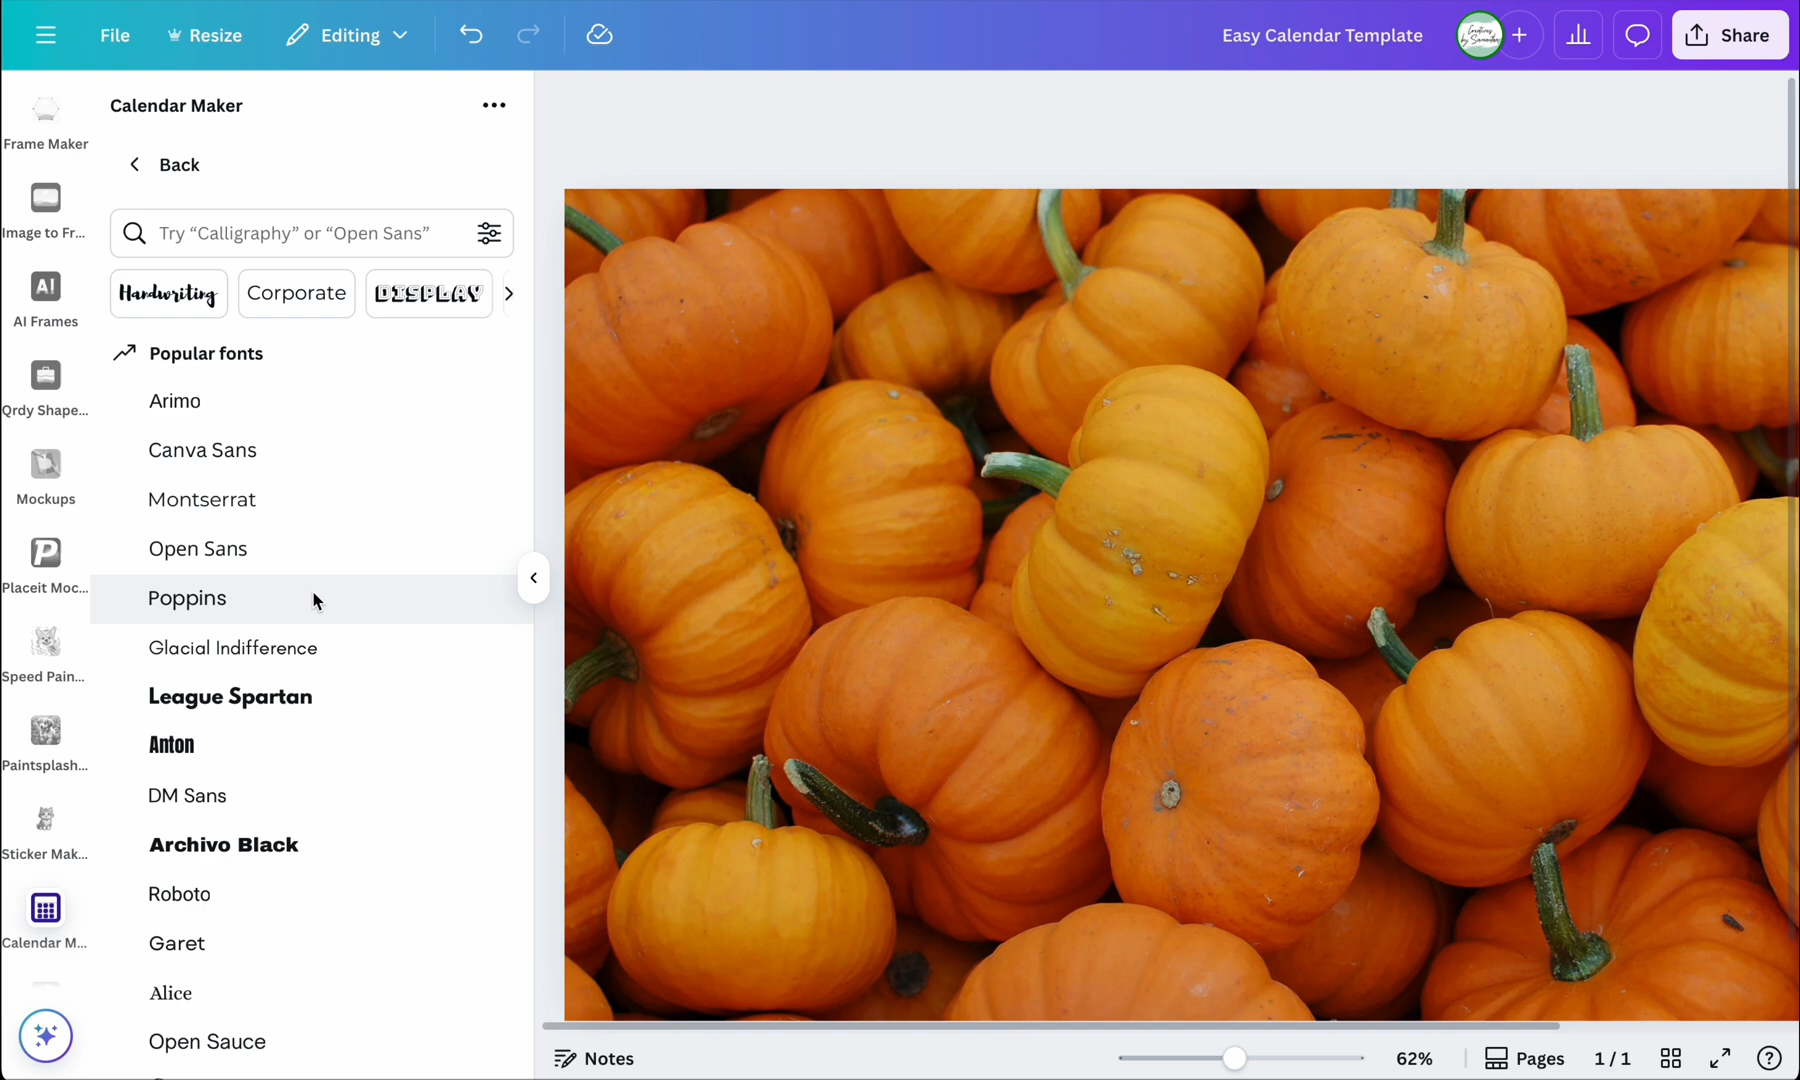 File
Resize
Editing
Easy Calendar Template
Share
Calendar Maker
Back
Try “Calligraphy” or “Open Sans”
Handwriting
Corporate
DISPLAY
Popular fonts
Arimo
Canva Sans
Montserrat
Open Sans
Poppins
Glacial Indifference
League Spartan
Anton
DM Sans
Archivo Black
Roboto
Garet
Alice
Open Sauce
Frame Maker
Image to Fr...
AI
AI Frames
Qrdy Shape...
Mockups
P
Placeit Moc...
Speed Pain...
Paintsplash...
Sticker Mak...
Calendar M...
Notes
62%
Pages
1 / 1